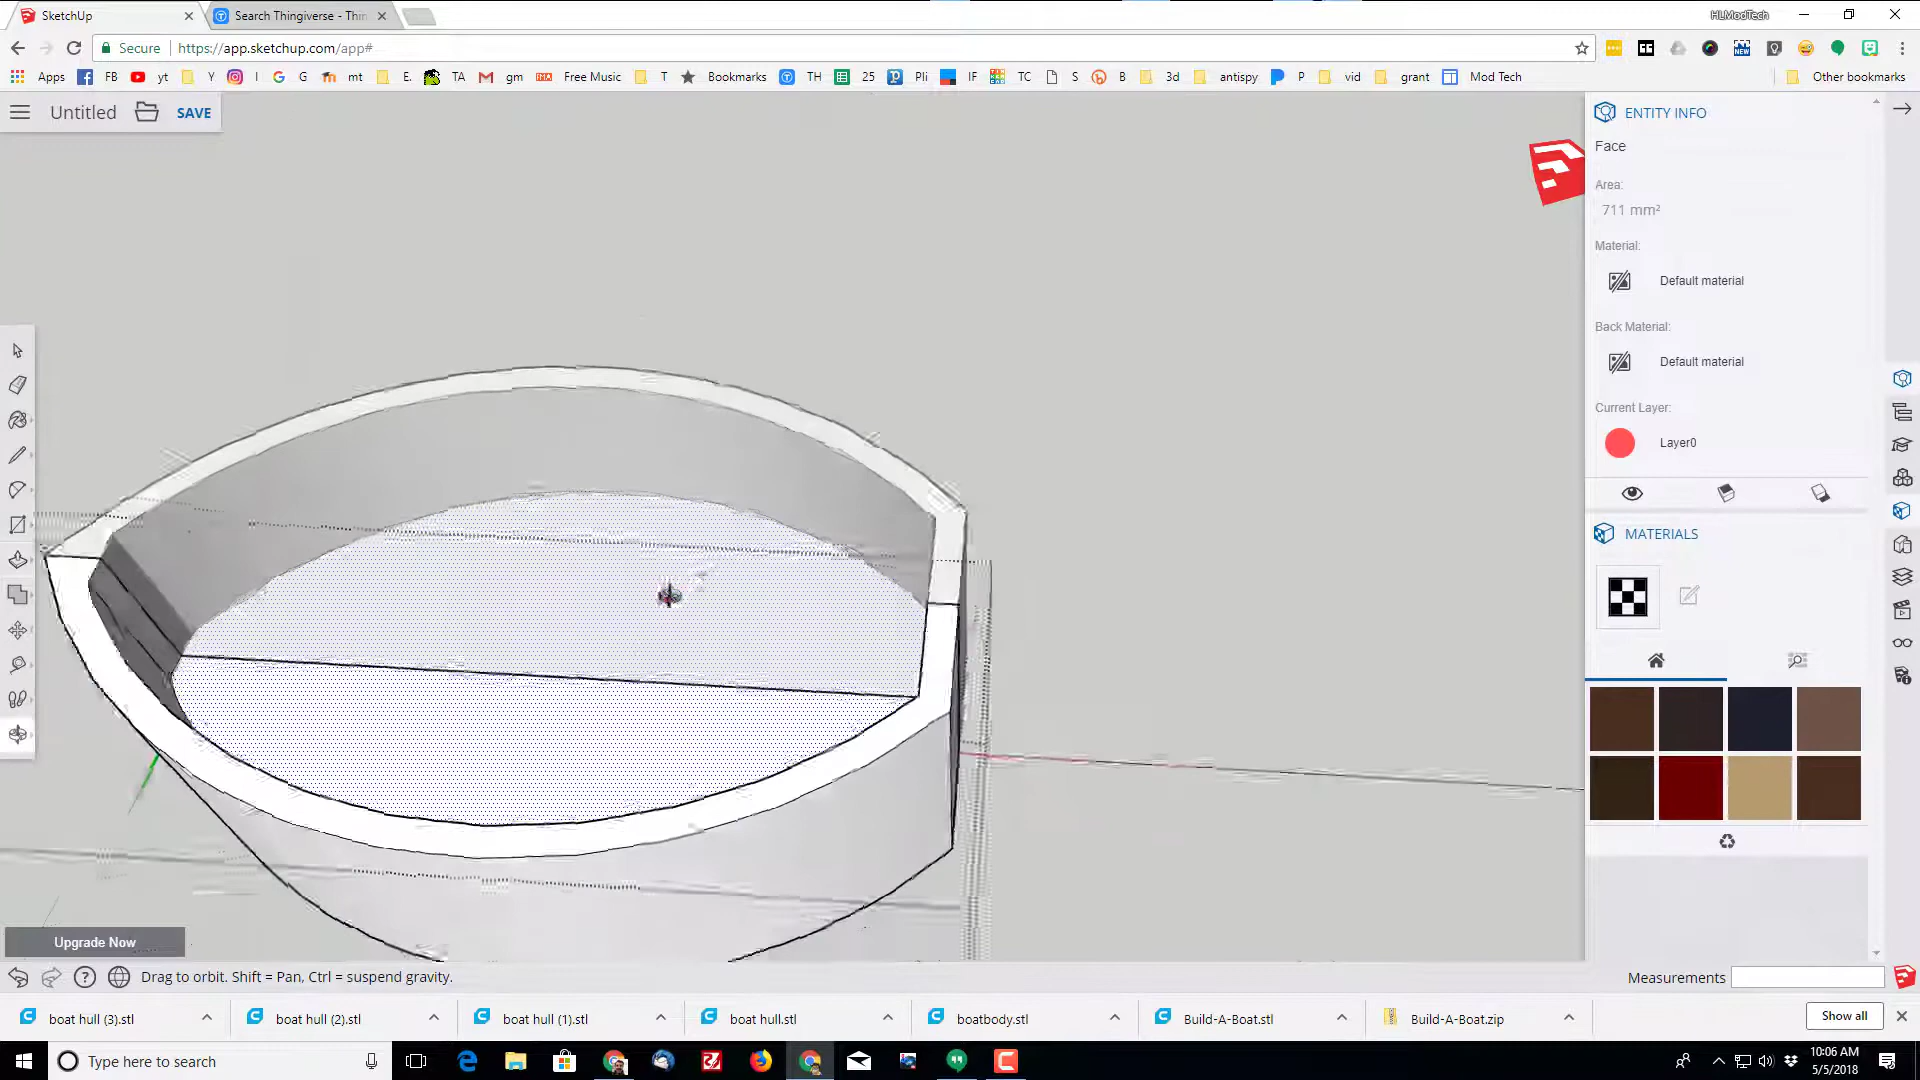 SketchUp
Search Thingiverse - Thin
HLModTech
Secure
https://app.sketchup.com/app#
Apps FB yt Y I G mt E. TA gm Free Music T Bookmarks TH 25 Pli IF TC S B 3d antispy P vid grant Mod Tech Other bookmarks
Untitled SAVE
ENTITY INFO
Face
Area:
711 mm²
Material:
Default material
Back Material:
Default material
Current Layer:
Layer0
MATERIALS
Upgrade Now
Drag to orbit. Shift = Pan, Ctrl = suspend gravity.
Measurements
boat hull (3).stl boat hull (2).stl boat hull (1).stl boat hull.stl boatbody.stl Build-A-Boat.stl Build-A-Boat.zip Show all
Type here to search
10:06 AM
5/5/2018